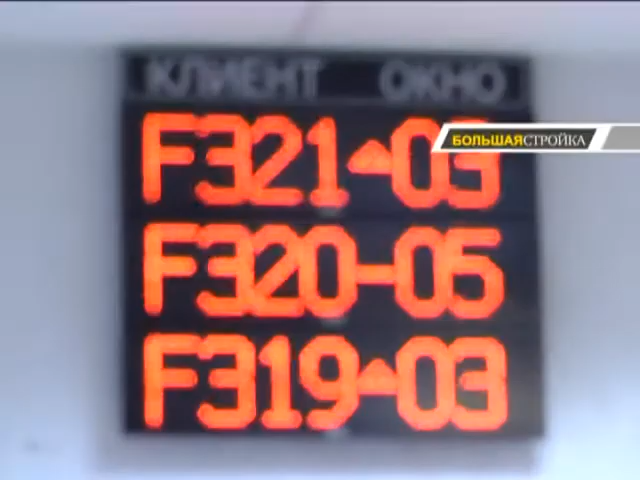 КЛИЕНТ ОКНО
F321 03
БОЛЬШАЯСТРОЙКА
F320-05
F319 03